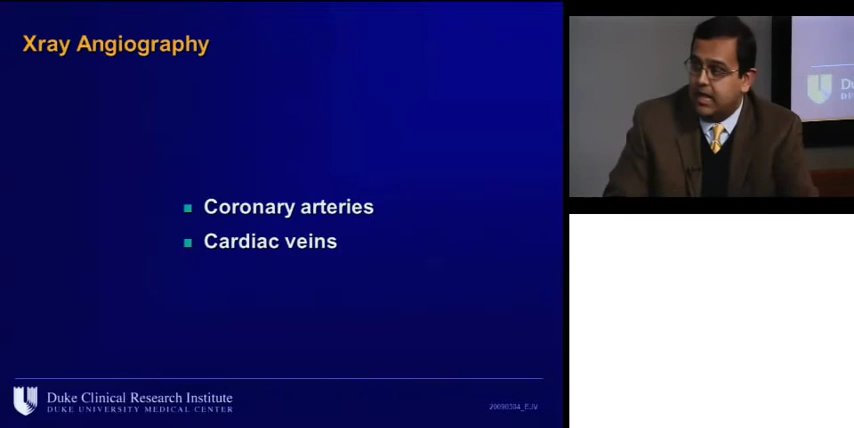 Xray Angiography
Coronary arteries
Cardiac veins
Duke Clinical Research Institute
DUKE UNIVERSITY MEDICAL CENTER